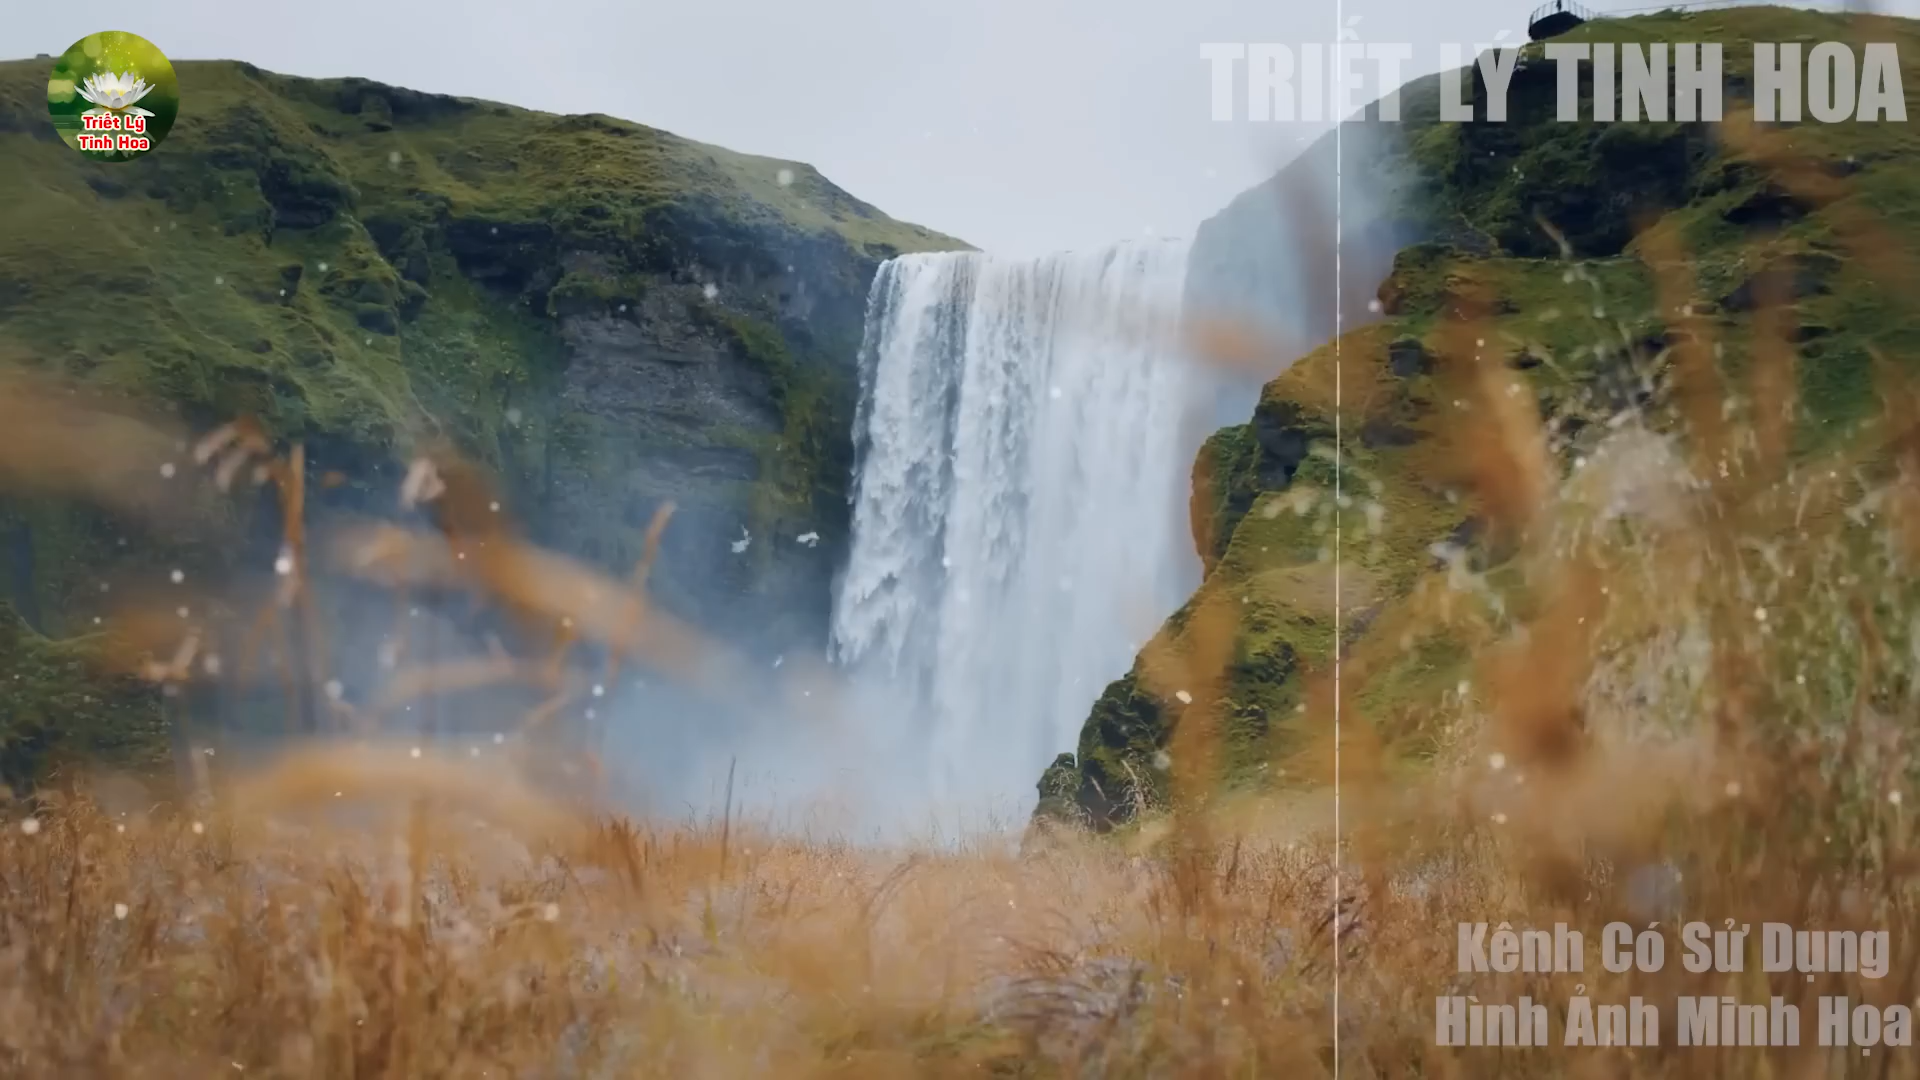 Triết Lý
Tinh Hoa
TRIẾT LÝ TINH HOA
Kênh Có Sử Dụng
Hình Ảnh Minh Họa